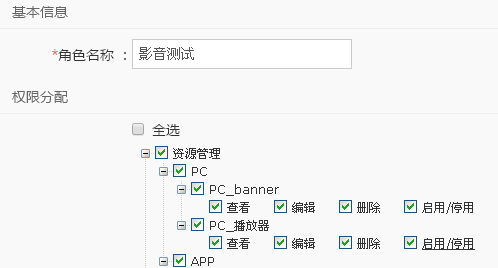 基本信息
*角色名称 : 影音测试
权限分配
全选
资源管理
PC
PC_banner
查看 编辑 删除 启用/停用
PC_播放器
查看 编辑 删除 启用/停用
APP